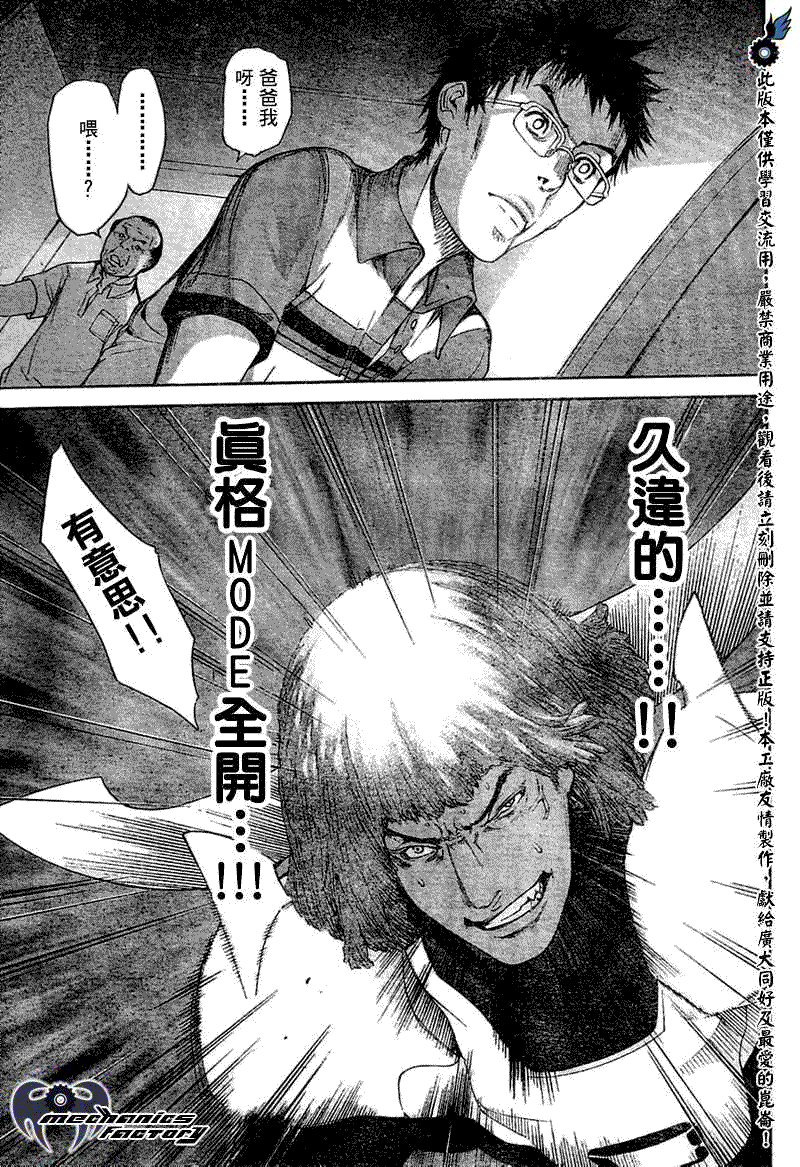 爸爸我
呀……
………
喂……?
久違的……!!
真格MODE全開…!!!
有意思!!
此版本僅供學習交流用，嚴禁商業用途，觀看後請立刻刪除並請支持正版！本工廠友情製作，獻給廣大同好及最愛的崑崙！
mechanics
factory